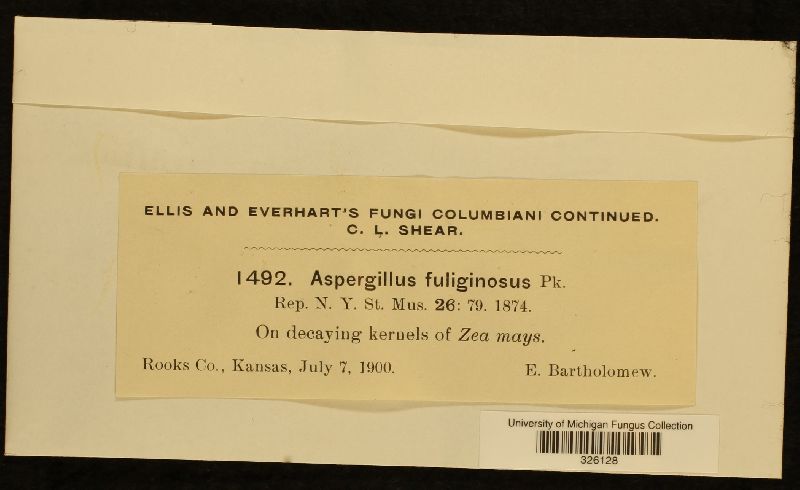 ELLIS AND EVERHART'S FUNGI COLUMBIANI CONTINUED.
C. L. SHEAR.
1492. Aspergillus fuliginosus Pk.
Rep. N. Y. St. Mus. 26: 79. 1874.
On decaying kernels of Zea mays.
Rooks Co., Kansas, July 7, 1900. E. Bartholomew.
University of Michigan Fungus Collection
326128